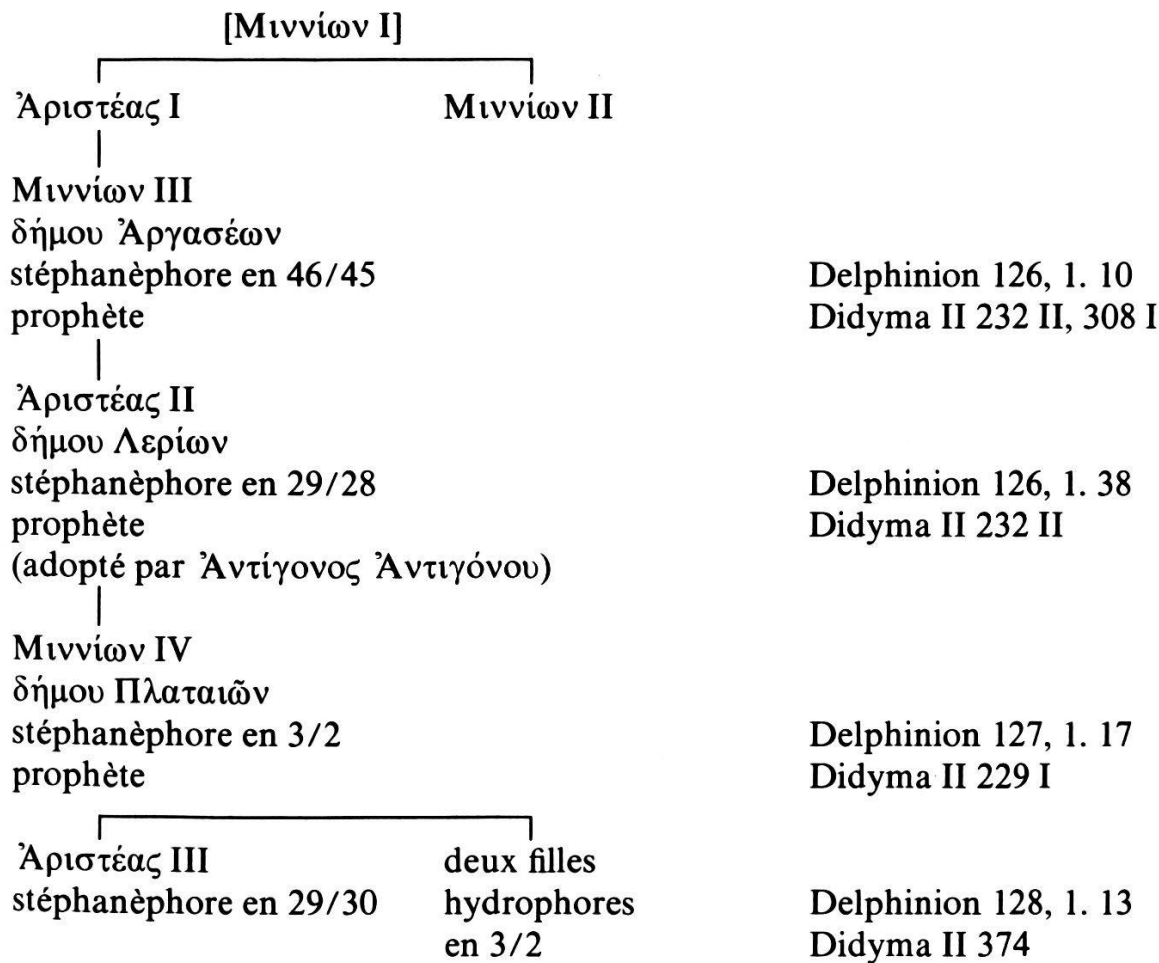 [Μιννίων I]
Ἀριστέας I Μιννίων II
Μιννίων III
δήμου Ἀργασέων
stéphanèphore en 46/45 Delphinion 126, l. 10
prophète Didyma II 232 II, 308 I
Ἀριστέας II
δήμου Λερίων
stéphanèphore en 29/28 Delphinion 126, l. 38
prophète Didyma II 232 II
(adopté par Ἀντίγονος Ἀντιγόνου)
Μιννίων IV
δήμου Πλαταιῶν
stéphanèphore en 3/2 Delphinion 127, l. 17
prophète Didyma II 229 I
Ἀριστέας III deux filles
stéphanèphore en 29/30 hydrophores Delphinion 128, l. 13
en 3/2 Didyma II 374